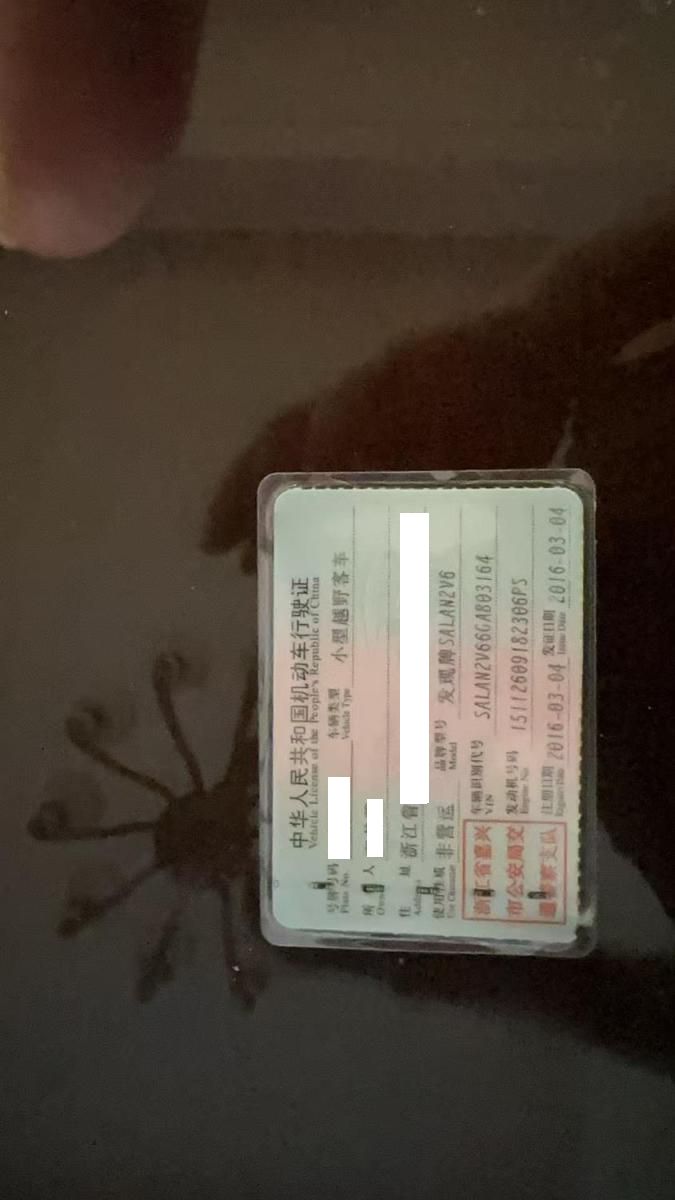 中华人民共和国机动车行驶证
Vehicle License of the People's Republic of China
号牌号码 车辆类型 小型越野客车
Plate No. Vehicle Type
所 人
Owner
住 址 浙江省
Address
使用性质 非营运 品牌型号 发现牌SALAN2V6
Use Character Model
浙江省嘉兴市公安局交通警察支队
车辆识别代号 SALAN2V66GA803164
VIN
发动机号码 15112609182306PS
Engine No.
注册日期 2016-03-04 发证日期 2016-03-04
Register Date Issue Date